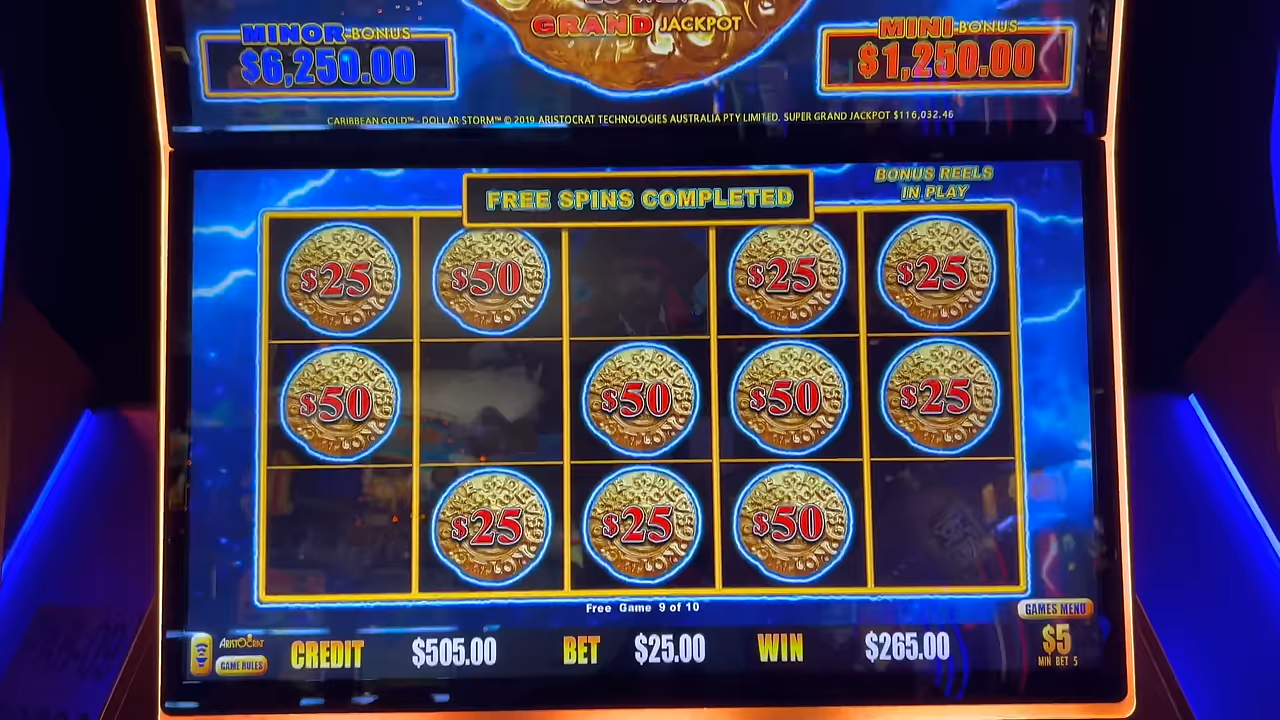 GRAND JACKPOT
MINOR BONUS
$6,250.00
MINI BONUS
$1,250.00
CARIBBEAN GOLD™ - DOLLAR STORM™ © 2019 ARISTOCRAT TECHNOLOGIES AUSTRALIA PTY LIMITED. SUPER GRAND JACKPOT $116,032.46
BONUS REELS
IN PLAY
FREE SPINS COMPLETED
$25 $50 $25 $25
$50 $50 $50 $25
$25 $25 $50
Free Game 9 of 10
GAMES MENU
ARISTOCRAT
GAME RULES
CREDIT $505.00 BET $25.00 WIN $265.00
$5
MIN BET 5